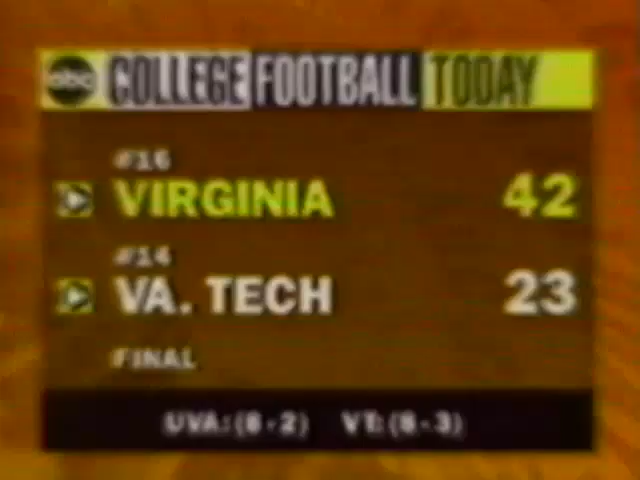 abc COLLEGE FOOTBALL TODAY
#16
VIRGINIA 42
#14
VA. TECH 23
FINAL
UVA:(8-2) VT:(8-3)